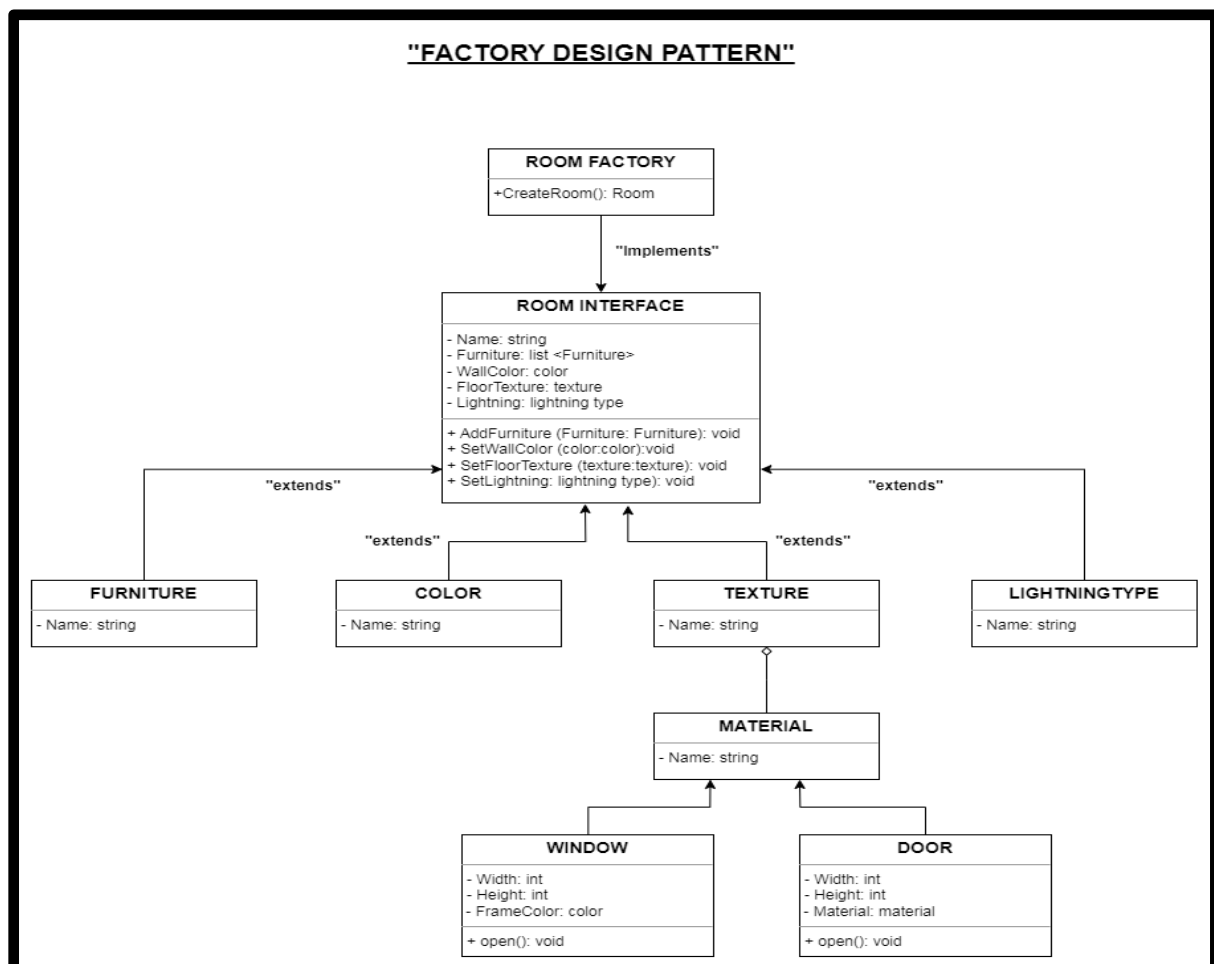 "FACTORY DESIGN PATTERN"
ROOM FACTORY
+CreateRoom(): Room
"Implements"
ROOM INTERFACE
- Name: string
- Furniture: list <Furniture>
- WallColor: color
- FloorTexture: texture
- Lightning: lightning type
+ AddFurniture (Furniture: Furniture): void
+ SetWallColor (color:color):void
+ SetFloorTexture (texture:texture): void
+ SetLightning: lightning type): void
"extends"
"extends"
"extends"
"extends"
FURNITURE
- Name: string
COLOR
- Name: string
TEXTURE
- Name: string
LIGHTNINGTYPE
- Name: string
MATERIAL
- Name: string
WINDOW
- Width: int
- Height: int
- FrameColor: color
+ open(): void
DOOR
- Width: int
- Height: int
- Material: material
+ open(): void